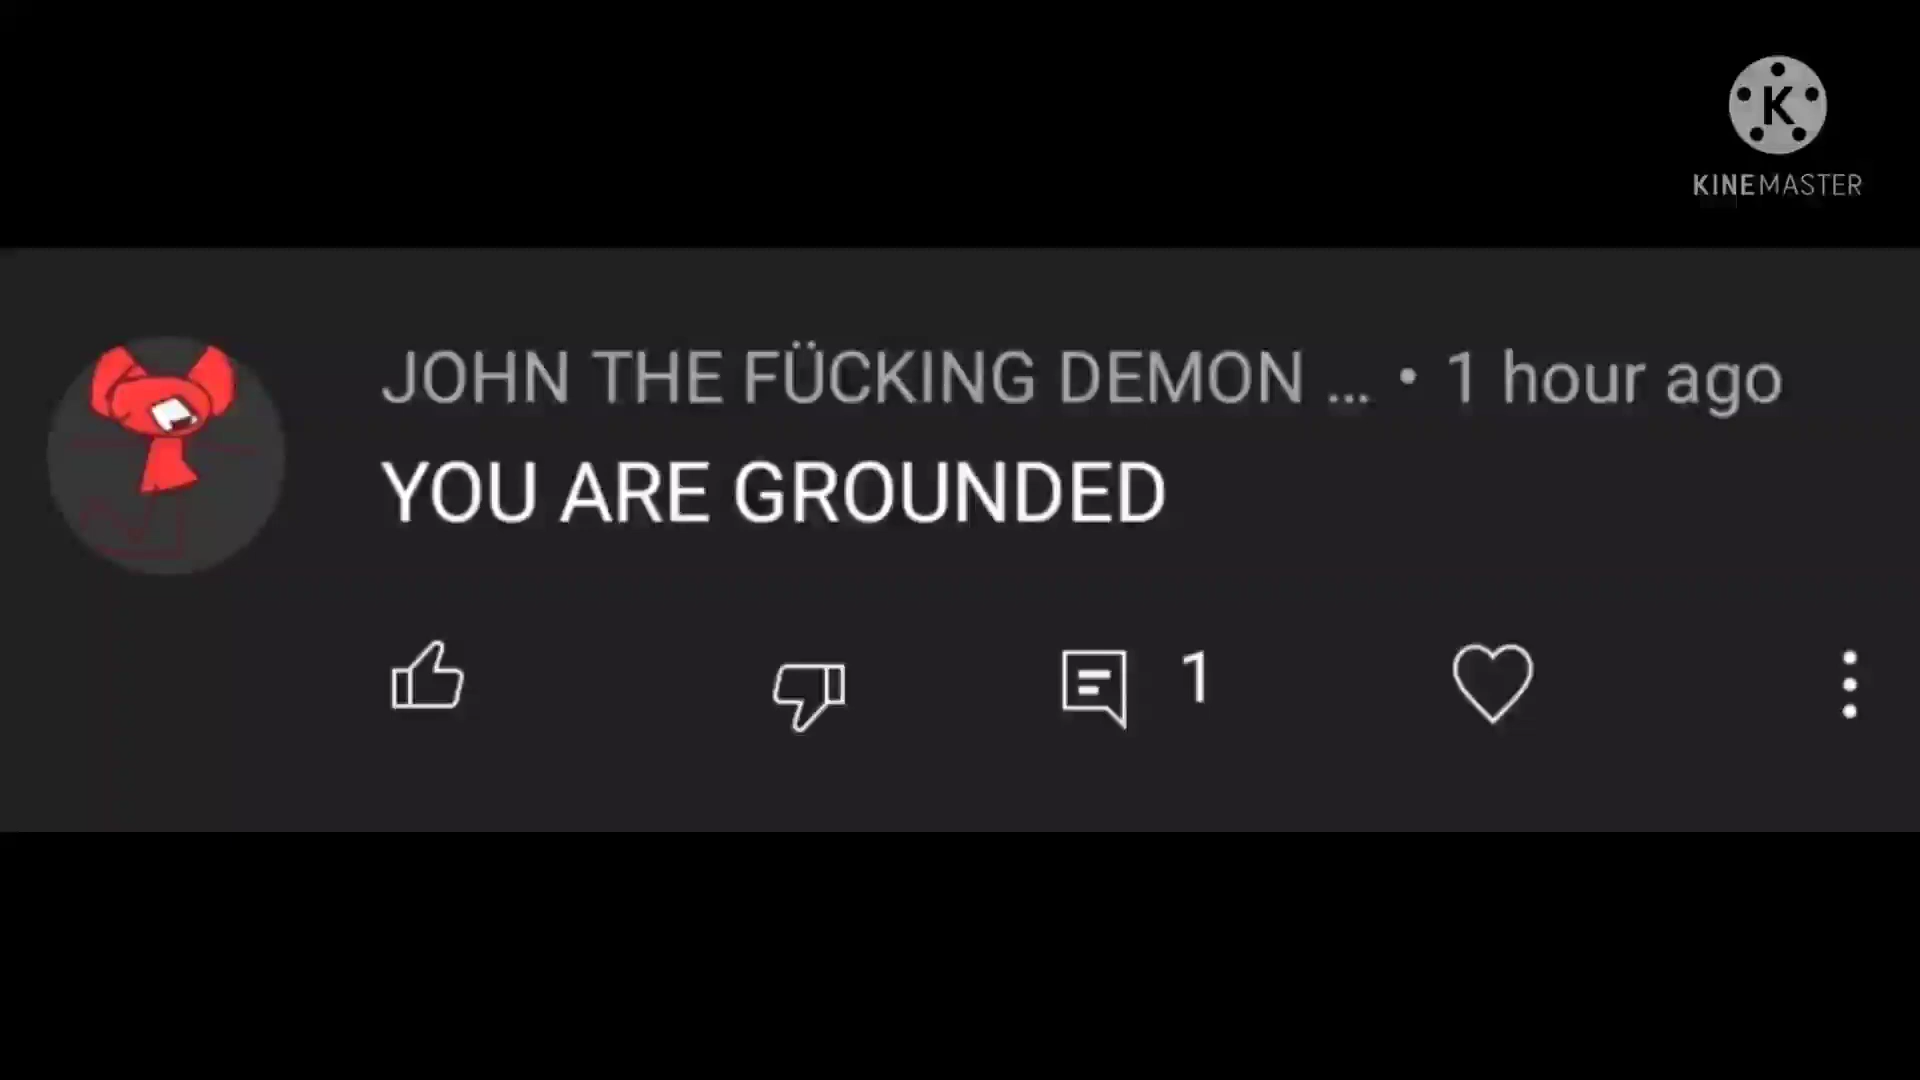 K
KINEMASTER
JOHN THE FÜCKING DEMON ... • 1 hour ago
YOU ARE GROUNDED
1